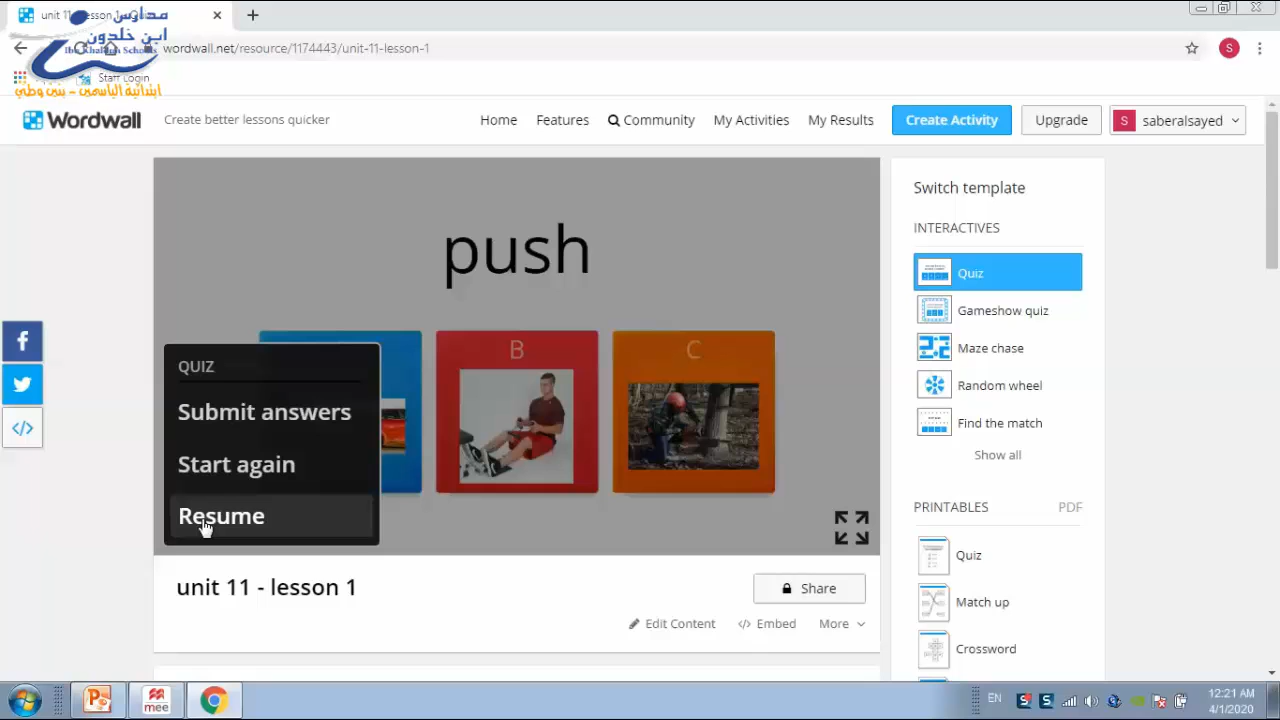 unit 11
wordwall.net/resource/1174443/unit-11-lesson-1
S
مدارس
ابن خلدون
Ibn Khaldun Schools
ابتدائية الياسمين - بنين وطني
Staff Login
Wordwall
Create better lessons quicker
Home
Features
Community
My Activities
My Results
Create Activity
Upgrade
S
saberalsayed
push
B
C
QUIZ
Submit answers
Start again
Resume
unit 11 - lesson 1
Share
Edit Content
</> Embed
More
f
</>
Switch template
INTERACTIVES
Quiz
Gameshow quiz
Maze chase
Random wheel
Find the match
Show all
PRINTABLES
PDF
Quiz
Match up
Crossword
mee
EN
12:21 AM
4/1/2020